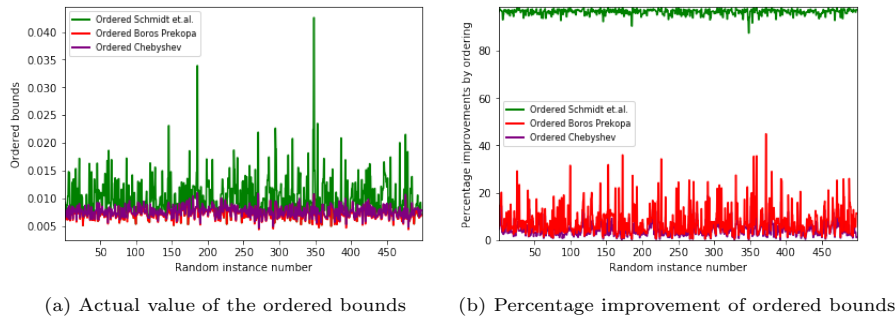 Ordered Schmidt et.al.
Ordered Boros Prekopa
Ordered Chebyshev
Ordered bounds
0.040
0.035
0.030
0.025
0.020
0.015
0.010
0.005
50 100 150 200 250 300 350 400 450
Random instance number
(a) Actual value of the ordered bounds
Percentage improvements by ordering
80
60
40
20
0
Ordered Schmidt et.al.
Ordered Boros Prekopa
Ordered Chebyshev
50 100 150 200 250 300 350 400 450
Random instance number
(b) Percentage improvement of ordered bounds